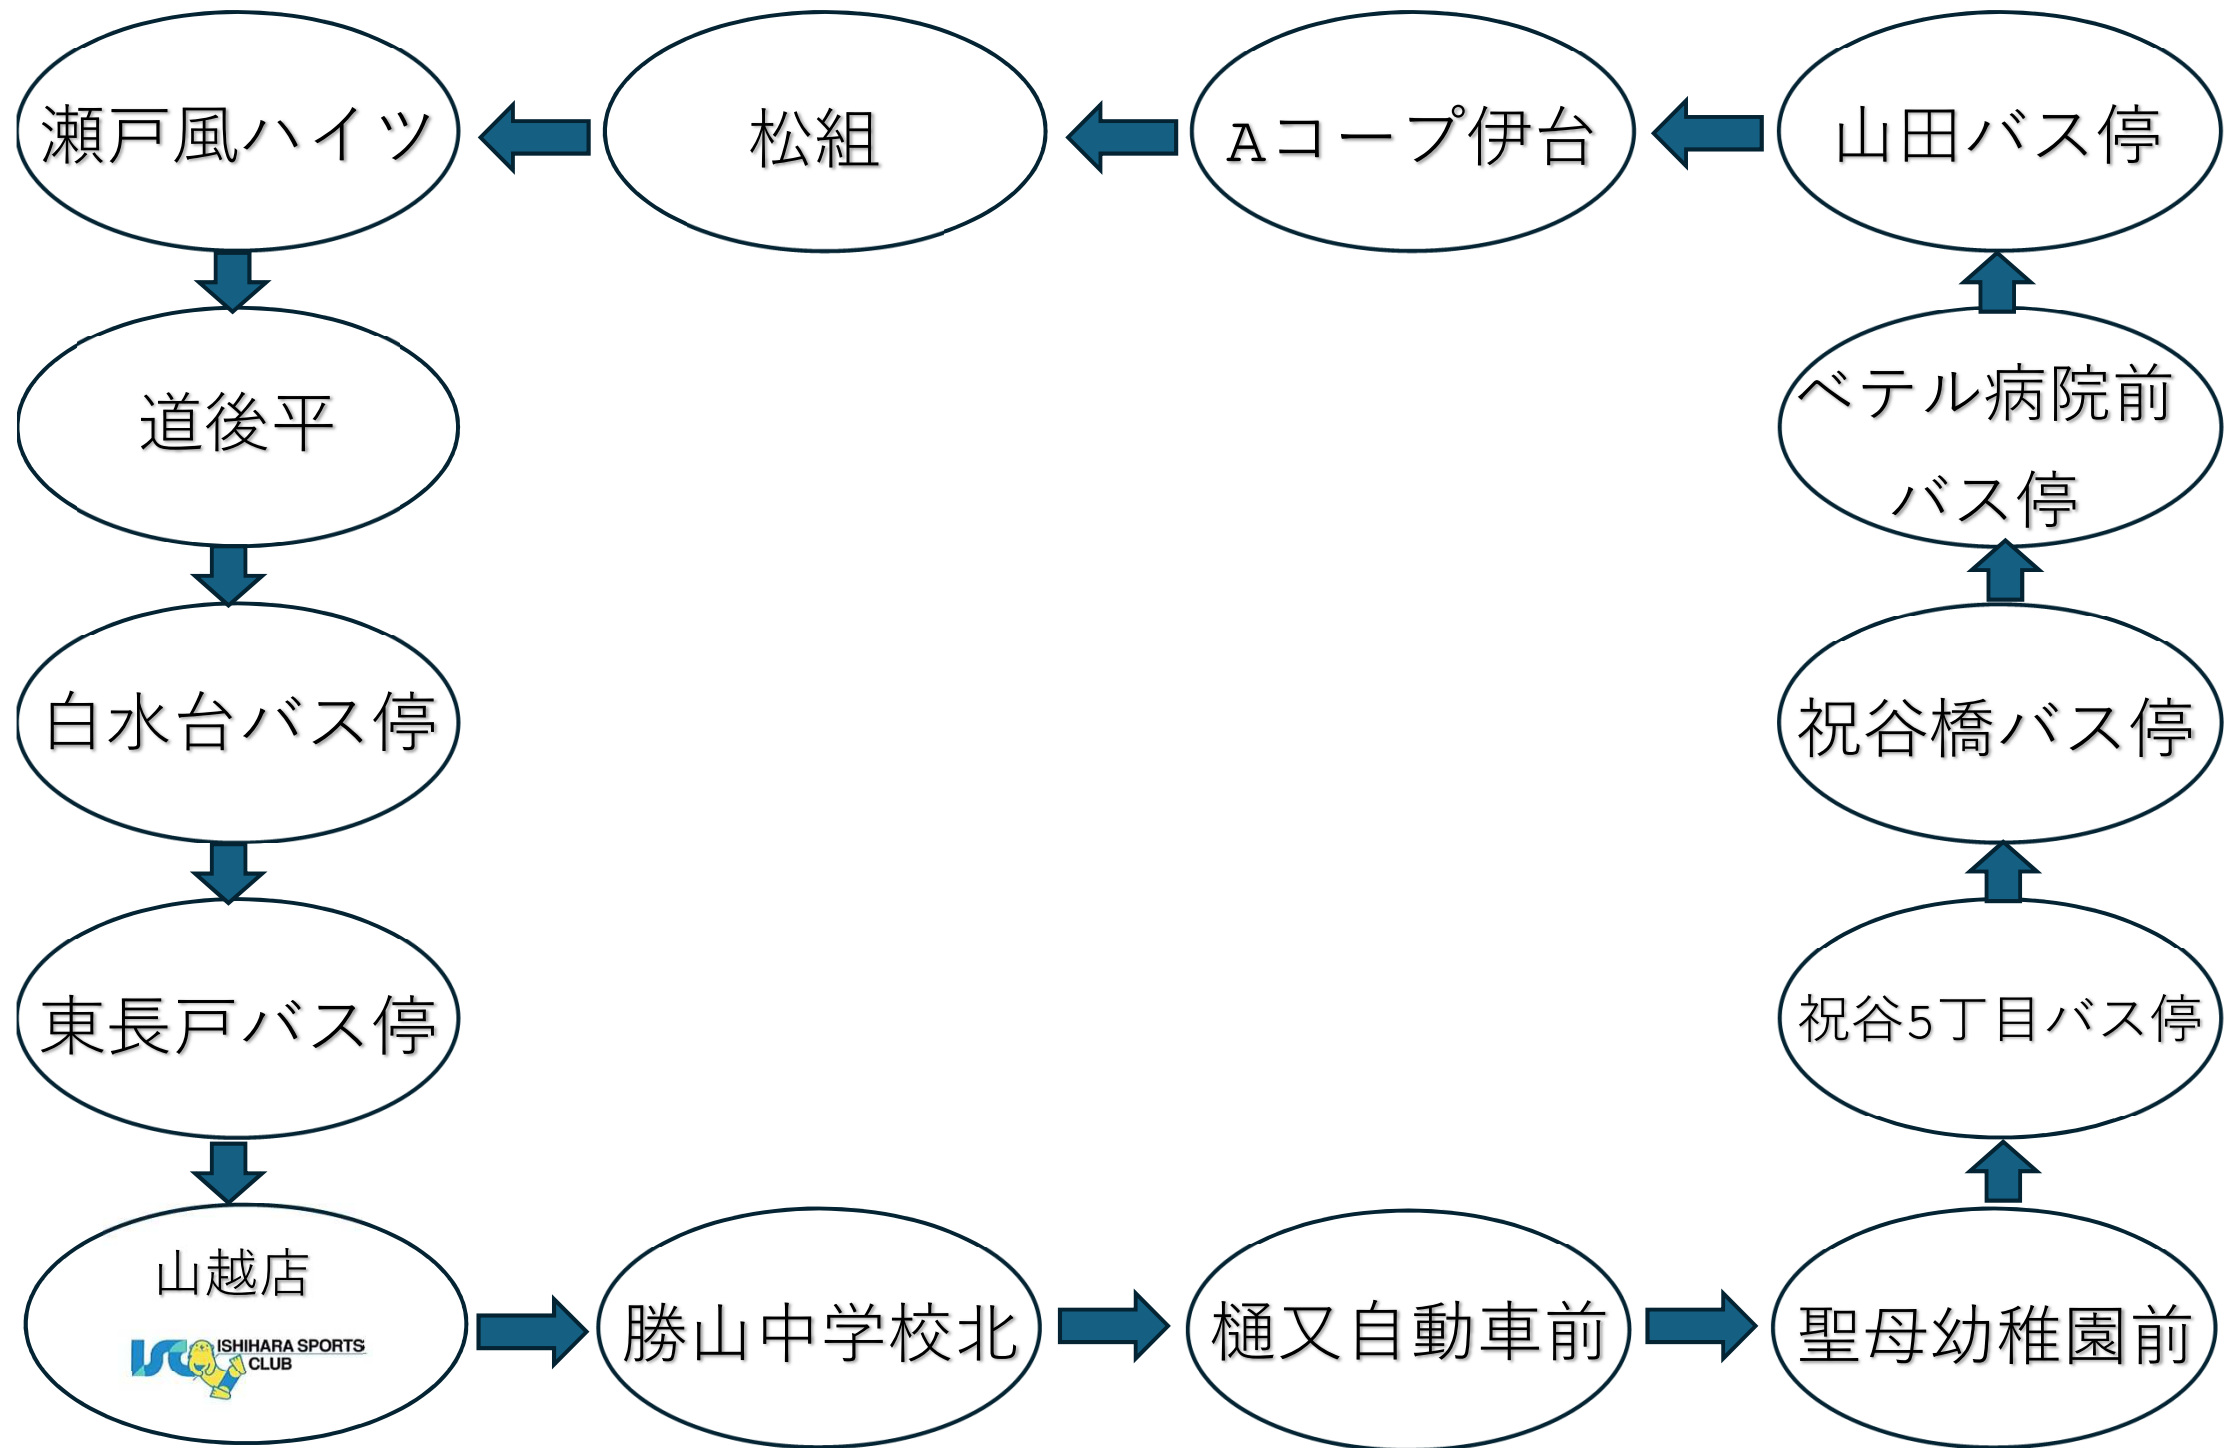 瀬戸風ハイツ
松組
Aコープ伊台
山田バス停
道後平
ベテル病院前
バス停
白水台バス停
祝谷橋バス停
東長戸バス停
祝谷5丁目バス停
山越店
ISC ISHIHARA SPORTS
CLUB
勝山中学校北
樋又自動車前
聖母幼稚園前